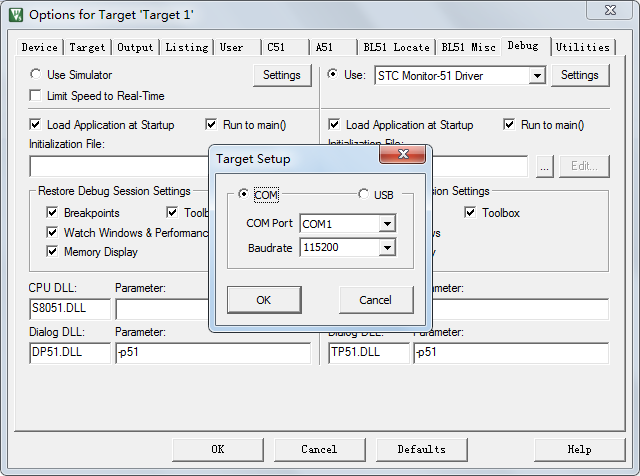 Options for Target 'Target 1'
Device Target Output Listing User C51 A51 BL51 Locate BL51 Misc Debug Utilities
Use Simulator Settings Use: STC Monitor-51 Driver Settings
Limit Speed to Real-Time
Load Application at Startup Run to main() Load Application at Startup Run to main()
Initialization File: Initialization File:
... Edit...
Target Setup
COM USB
COM Port COM1
Baudrate 115200
OK Cancel
Restore Debug Session Settings Session Settings
Breakpoints Toolb Toolbox
Watch Windows & Performanc ws
Memory Display y
CPU DLL: Parameter: Parameter:
S8051.DLL
Dialog DLL: Parameter: Dialog DLL: Parameter:
DP51.DLL -p51 TP51.DLL -p51
OK Cancel Defaults Help